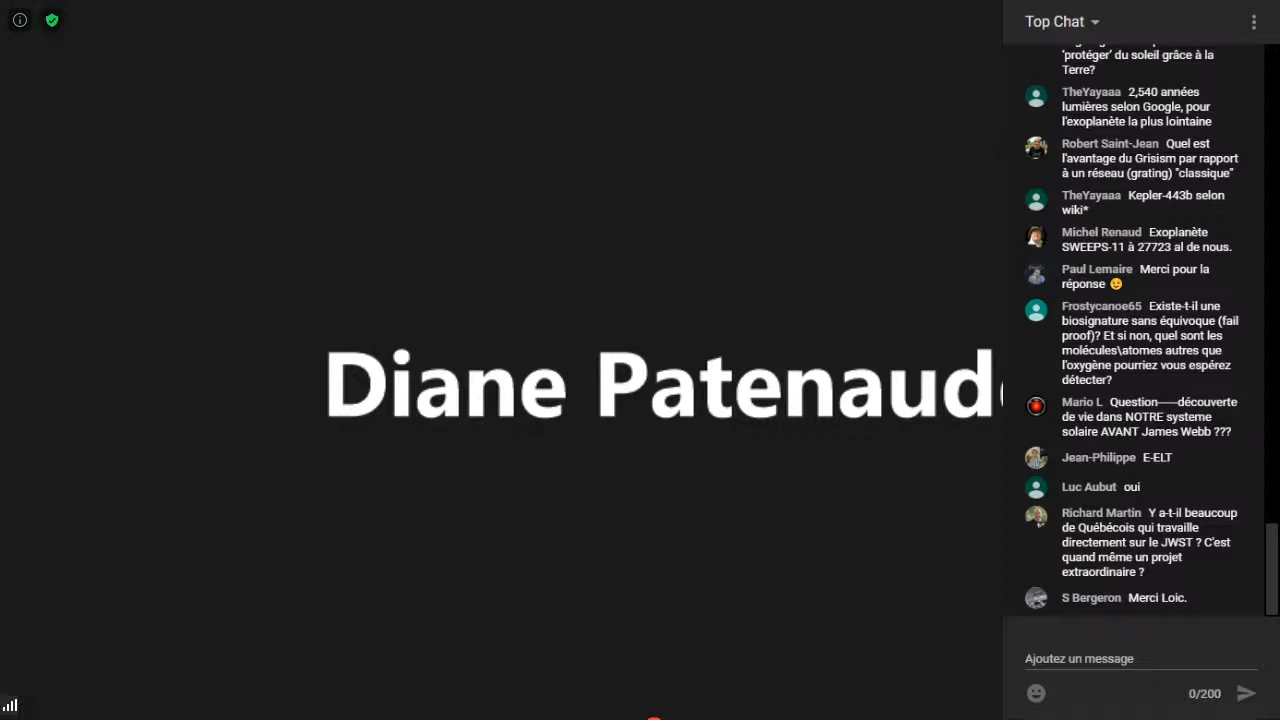 Top Chat
'protéger' du soleil grâce à la
Terre?
TheYayaaa 2,540 années
lumières selon Google, pour
l'exoplanète la plus lointaine
Robert Saint-Jean Quel est
l'avantage du Grisism par rapport
à un réseau (grating) "classique"
TheYayaaa Kepler-443b selon
wiki*
Michel Renaud Exoplanète
SWEEPS-11 à 27723 al de nous.
Paul Lemaire Merci pour la
réponse 😉
Frostycanoe65 Existe-t-il une
biosignature sans équivoque (fail
proof)? Et si non, quel sont les
molécules\atomes autres que
l'oxygène pourriez vous espérez
détecter?
Mario L Question-----découverte
de vie dans NOTRE systeme
solaire AVANT James Webb ???
Jean-Philippe E-ELT
Luc Aubut oui
Richard Martin Y a-t-il beaucoup
de Québécois qui travaille
directement sur le JWST ? C'est
quand même un projet
extraordinaire ?
S Bergeron Merci Loic.
Ajoutez un message
0/200
Diane Patenaud